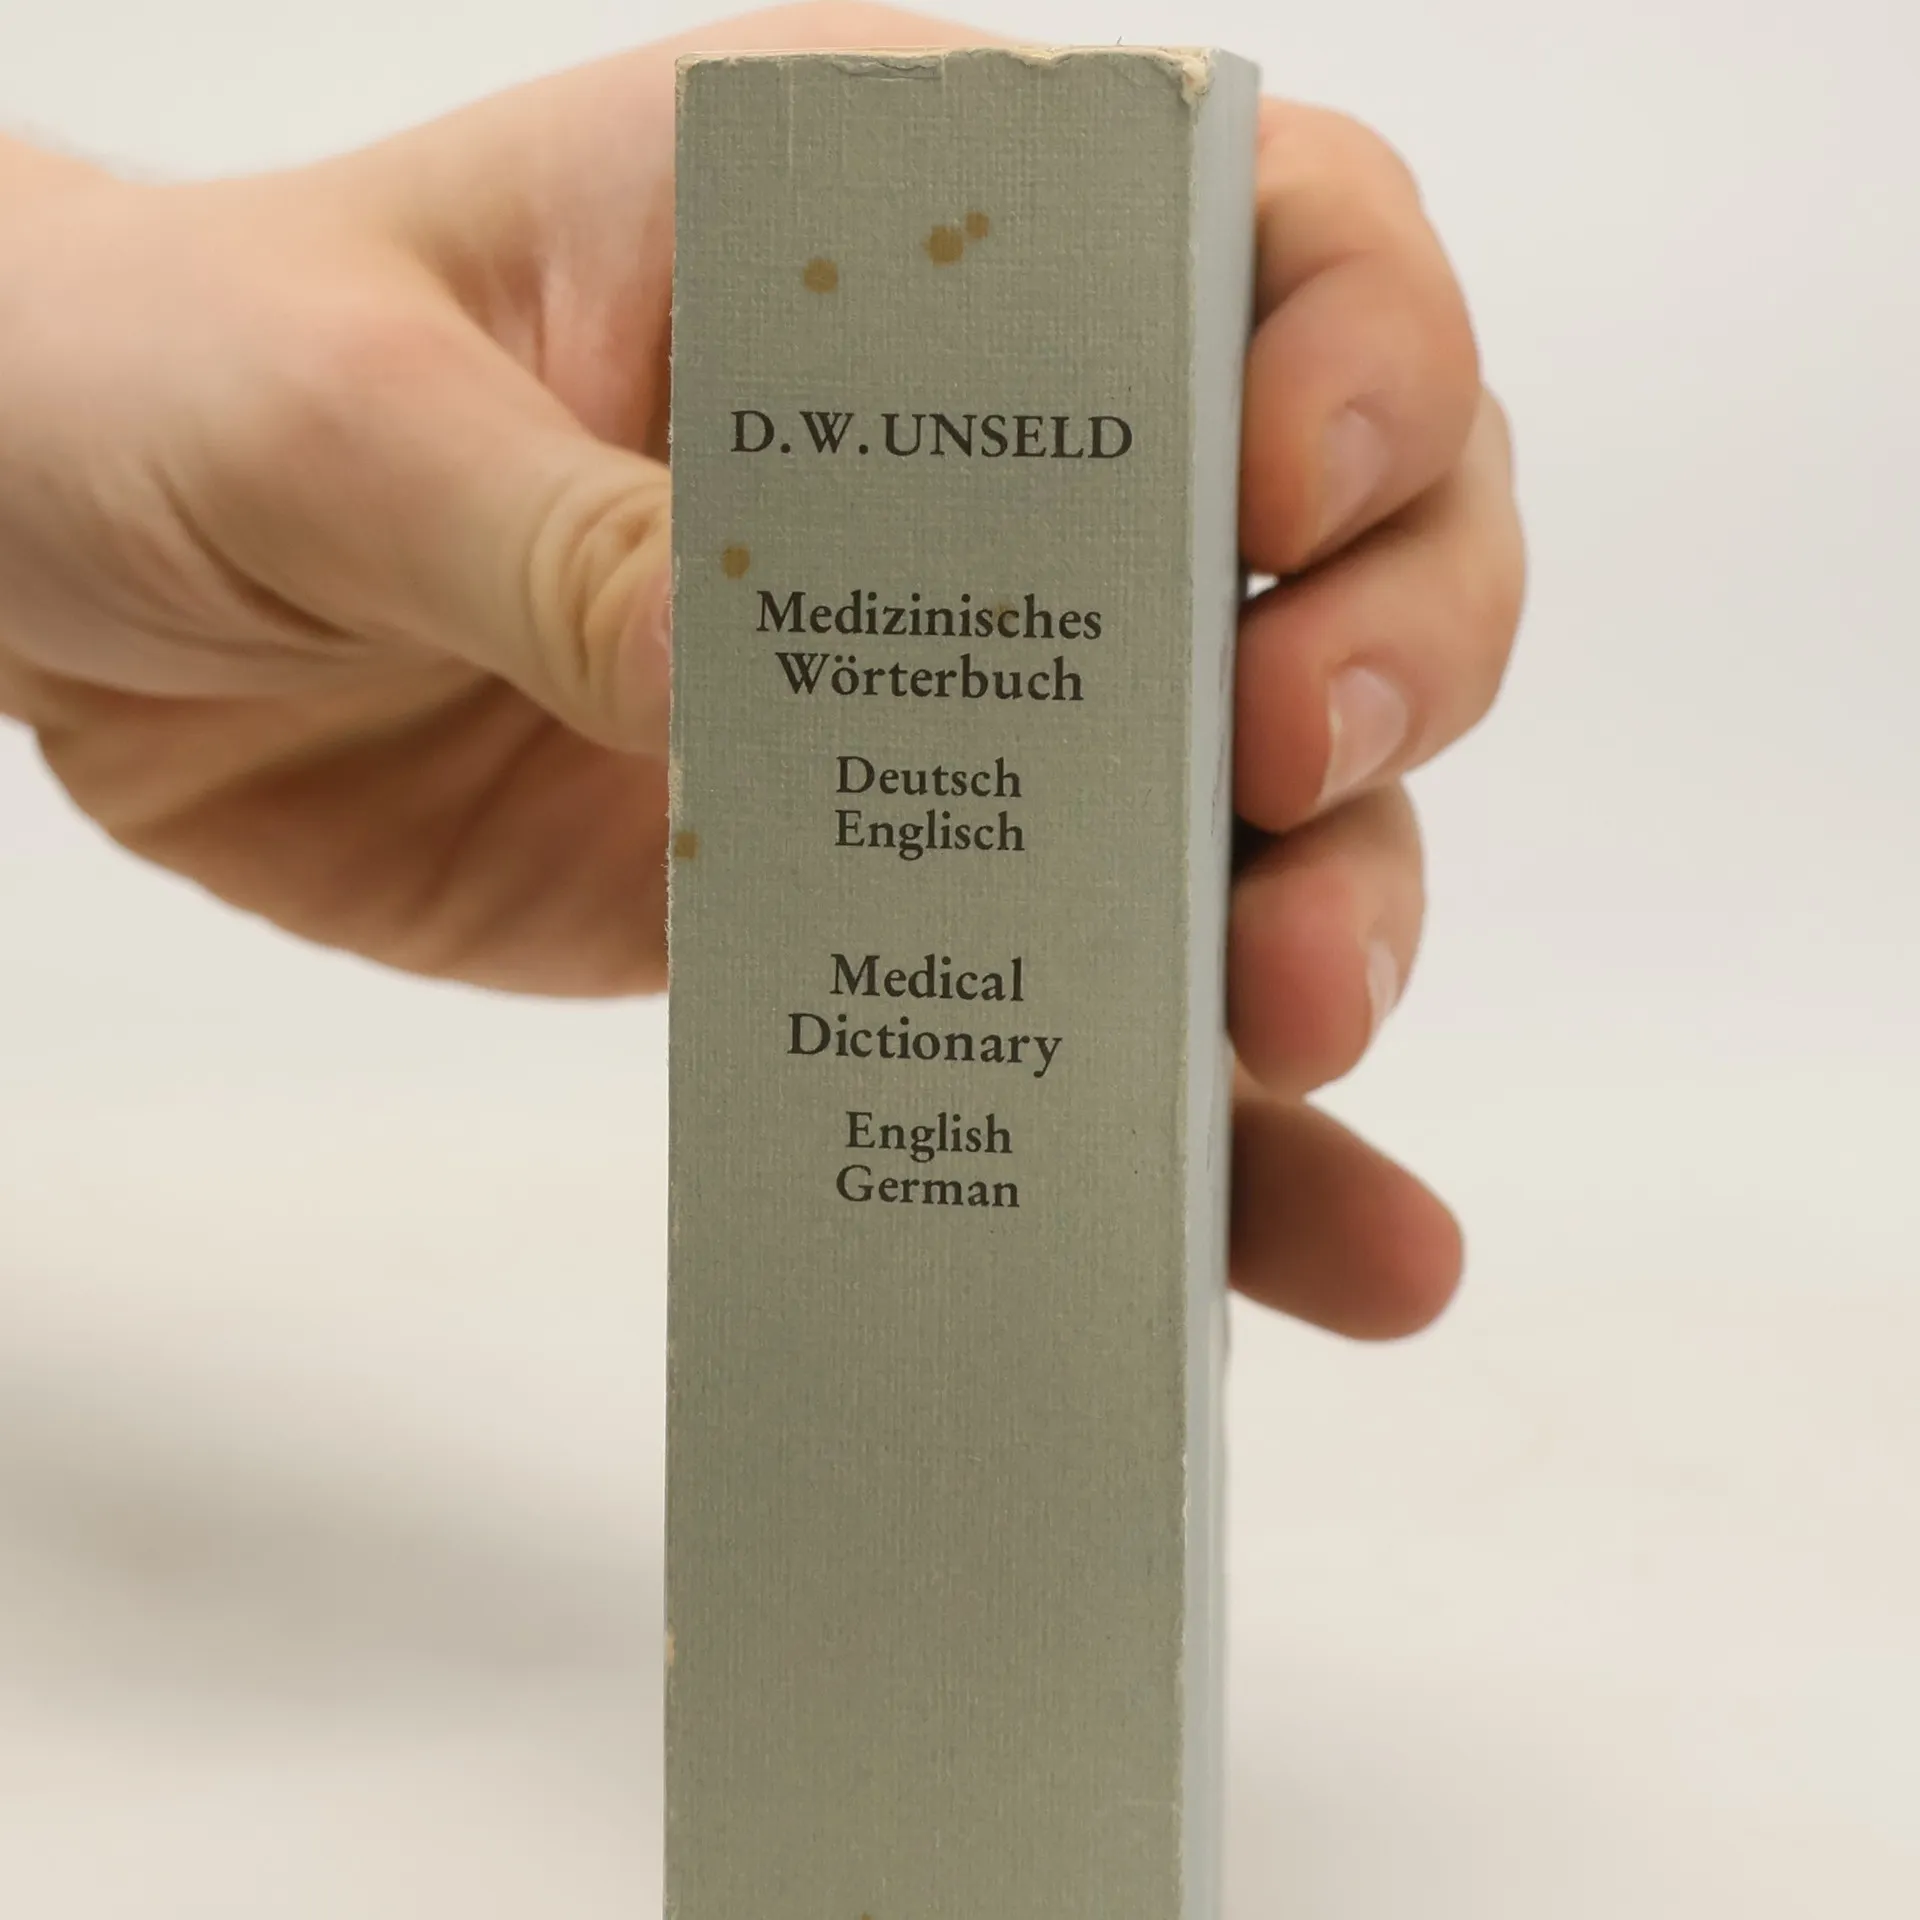 D. W. UNSELD
Medizinisches
Wörterbuch
Deutsch
Englisch
Medical
Dictionary
English
German